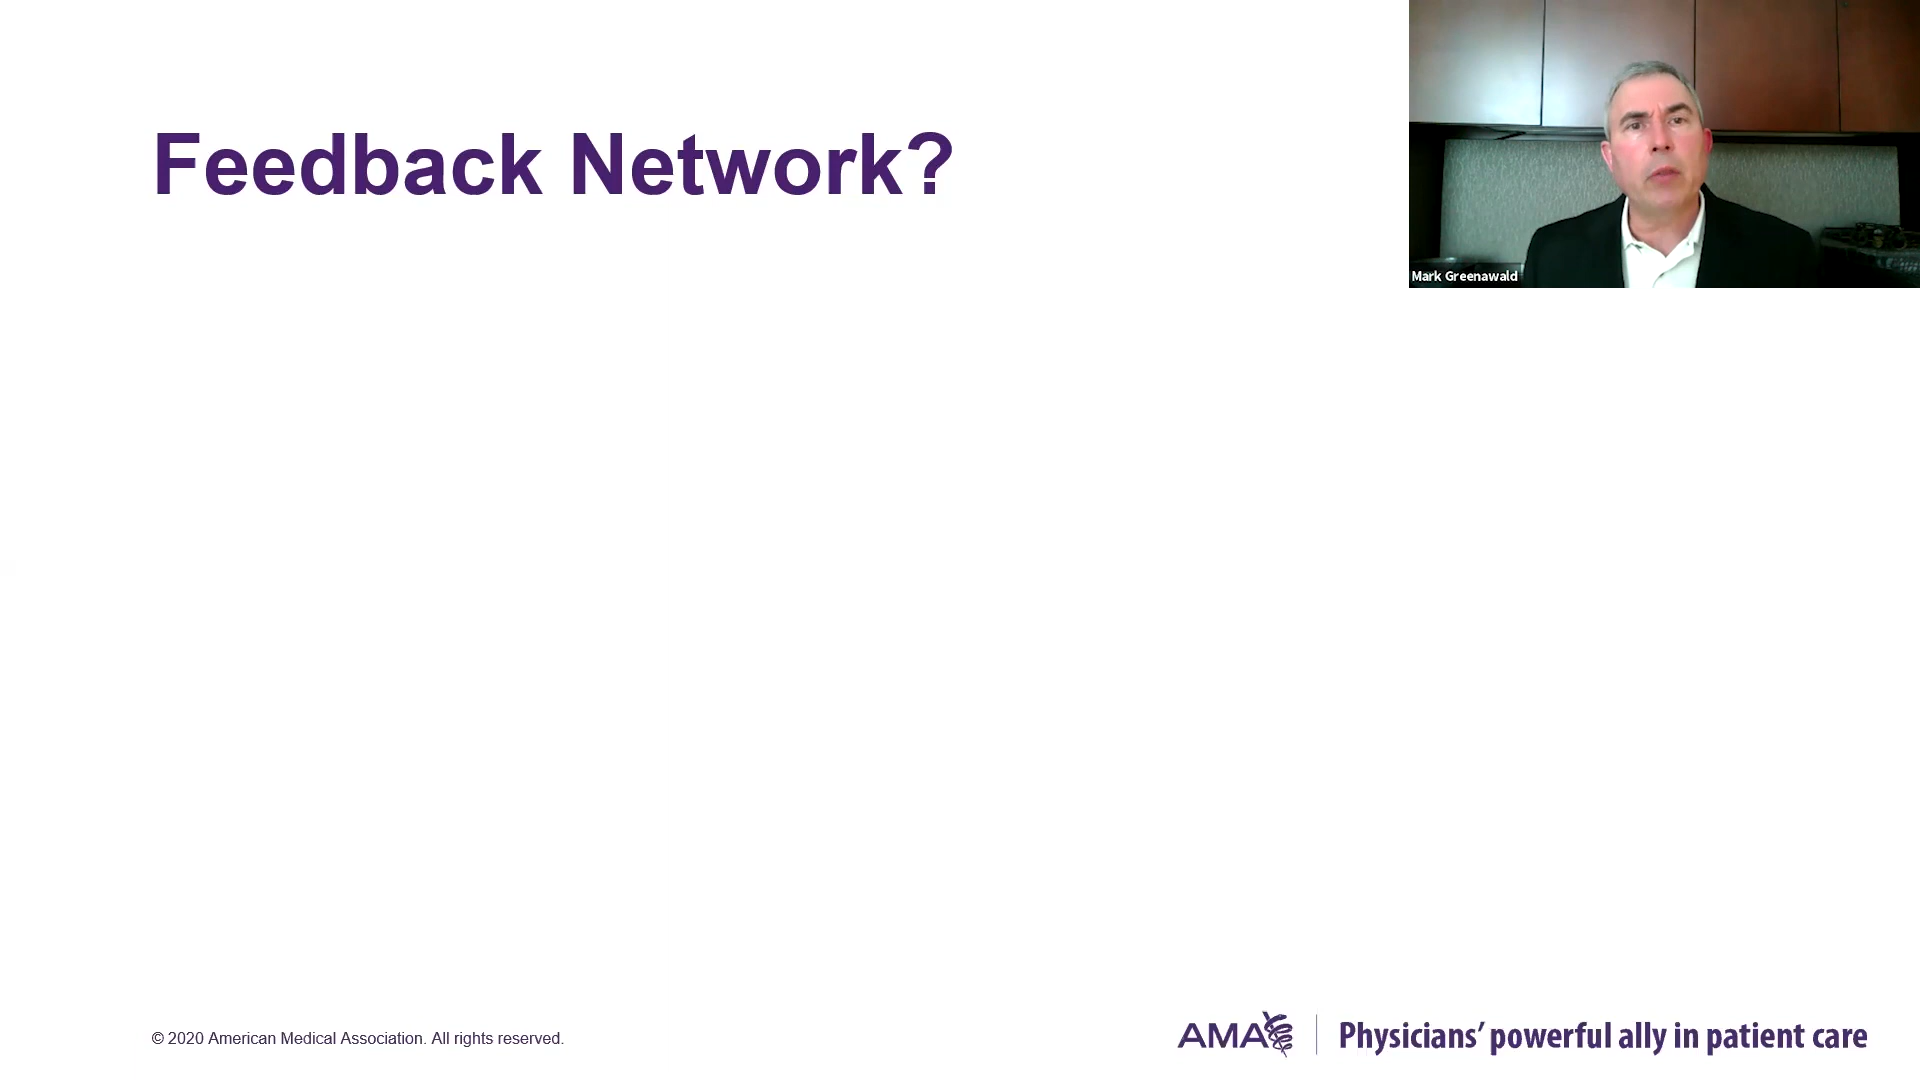 Feedback Network?
Mark Greenawald
© 2020 American Medical Association. All rights reserved.
AMA
Physicians’ powerful ally in patient care